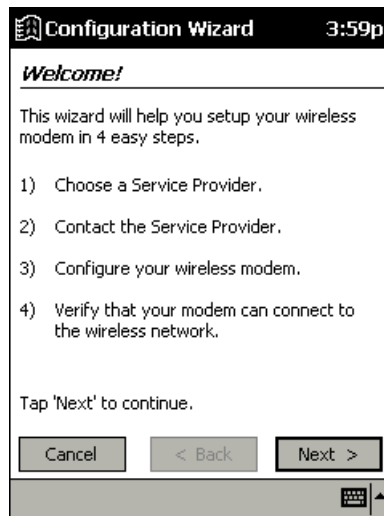 Configuration Wizard 3:59p
Welcome!
This wizard will help you setup your wireless
modem in 4 easy steps.
1) Choose a Service Provider.
2) Contact the Service Provider.
3) Configure your wireless modem.
4) Verify that your modem can connect to
the wireless network.
Tap 'Next' to continue.
Cancel < Back Next >